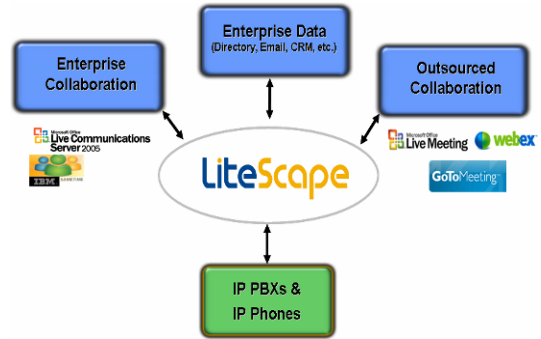 Enterprise Data
(Directory, Email, CRM, etc.)
Enterprise
Collaboration
Outsourced
Collaboration
Microsoft Office
Live Communications
Server 2005
IBM
Microsoft Office
Live Meeting
webex
GoToMeeting
LiteScape
IP PBXs &
IP Phones